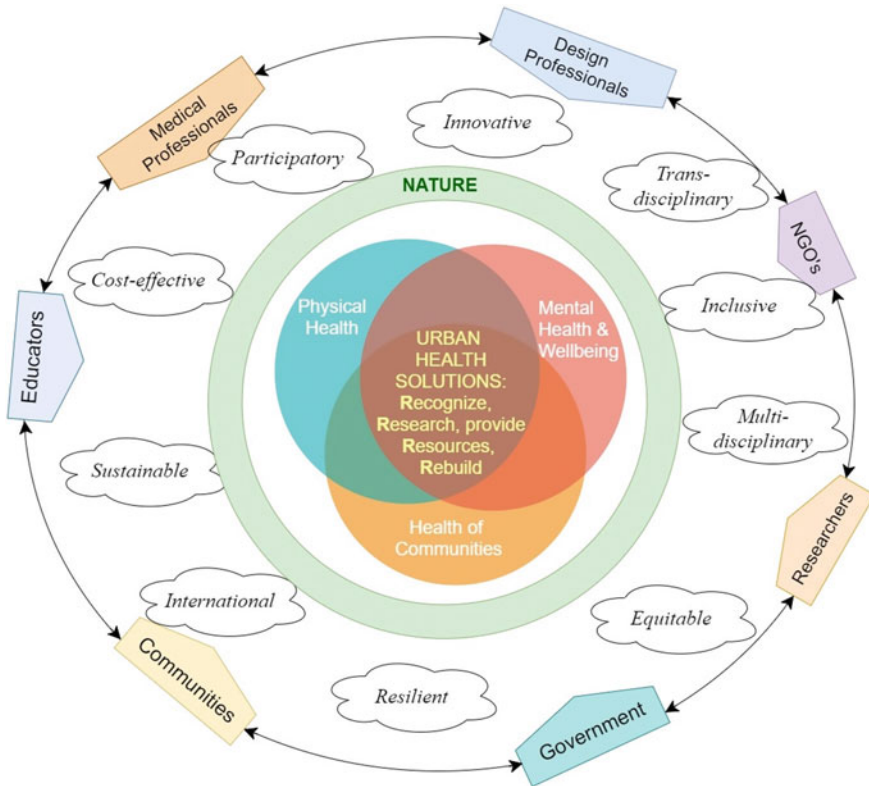 Design
Professionals
Medical
Professionals
Innovative
Participatory
Trans-
disciplinary
NATURE
NGO's
Cost-effective
Inclusive
Physical
Health
Mental
Health &
Wellbeing
URBAN
HEALTH
SOLUTIONS:
Recognize,
Research, provide
Resources,
Rebuild
Educators
Multi-
disciplinary
Sustainable
Health of
Communities
Researchers
International
Equitable
Communities
Resilient
Government